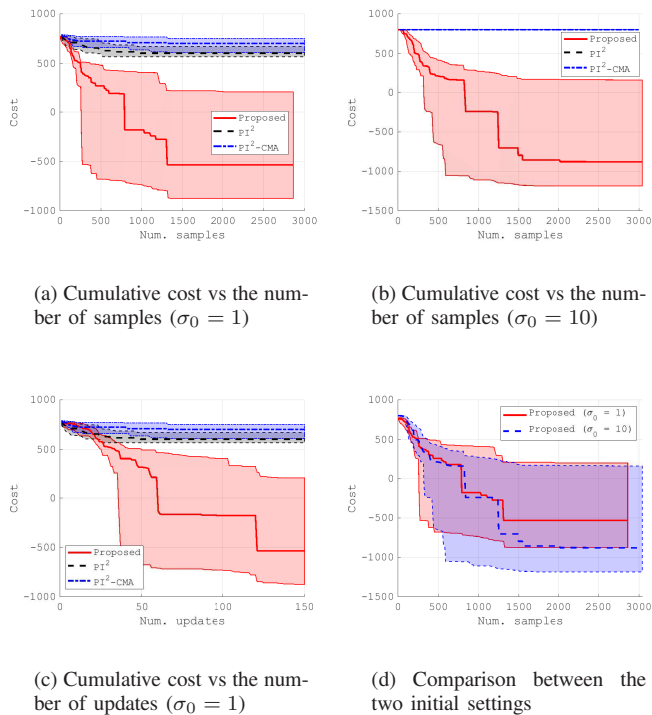 1000
500
0
-500
-1000
Cost
0
500
1000
1500
2000
2500
3000
Num. samples
Proposed
PI²
PI²-CMA
(a) Cumulative cost vs the num-
ber of samples (σ₀ = 1)
1000
500
0
-500
-1000
-1500
Cost
0
500
1000
1500
2000
2500
3000
Num. samples
Proposed
PI²
PI²-CMA
(b) Cumulative cost vs the num-
ber of samples (σ₀ = 10)
1000
500
0
-500
-1000
Cost
0
50
100
150
Num. updates
Proposed
PI²
PI²-CMA
(c) Cumulative cost vs the num-
ber of updates (σ₀ = 1)
1000
500
0
-500
-1000
-1500
Cost
0
500
1000
1500
2000
2500
3000
Num. samples
Proposed (σ₀ = 1)
Proposed (σ₀ = 10)
(d) Comparison between the
two initial settings